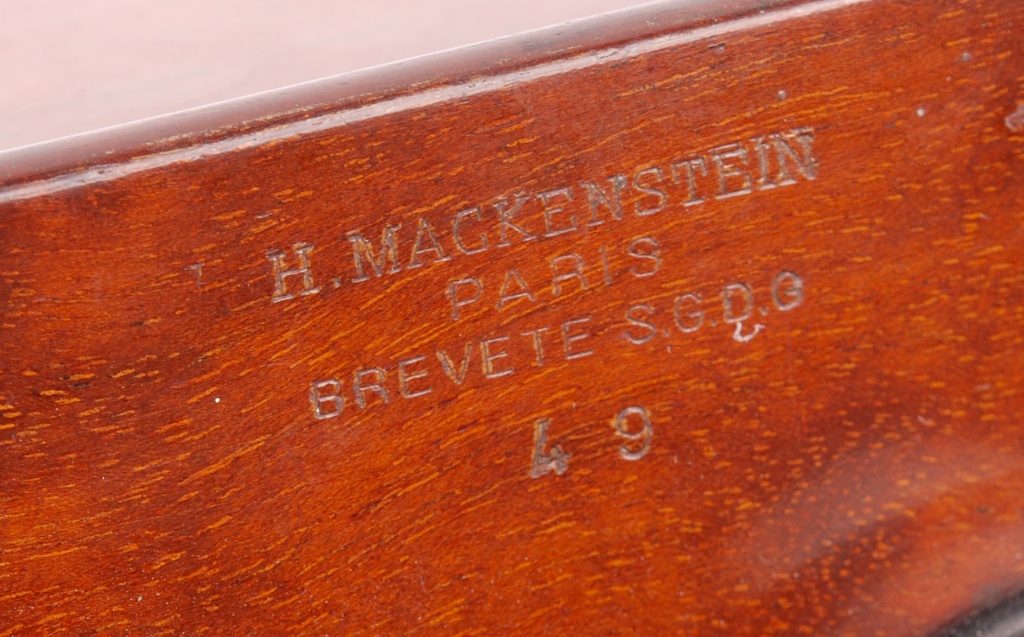 H. MACKENSTEIN
PARIS
BREVETE S.G.D.G
49